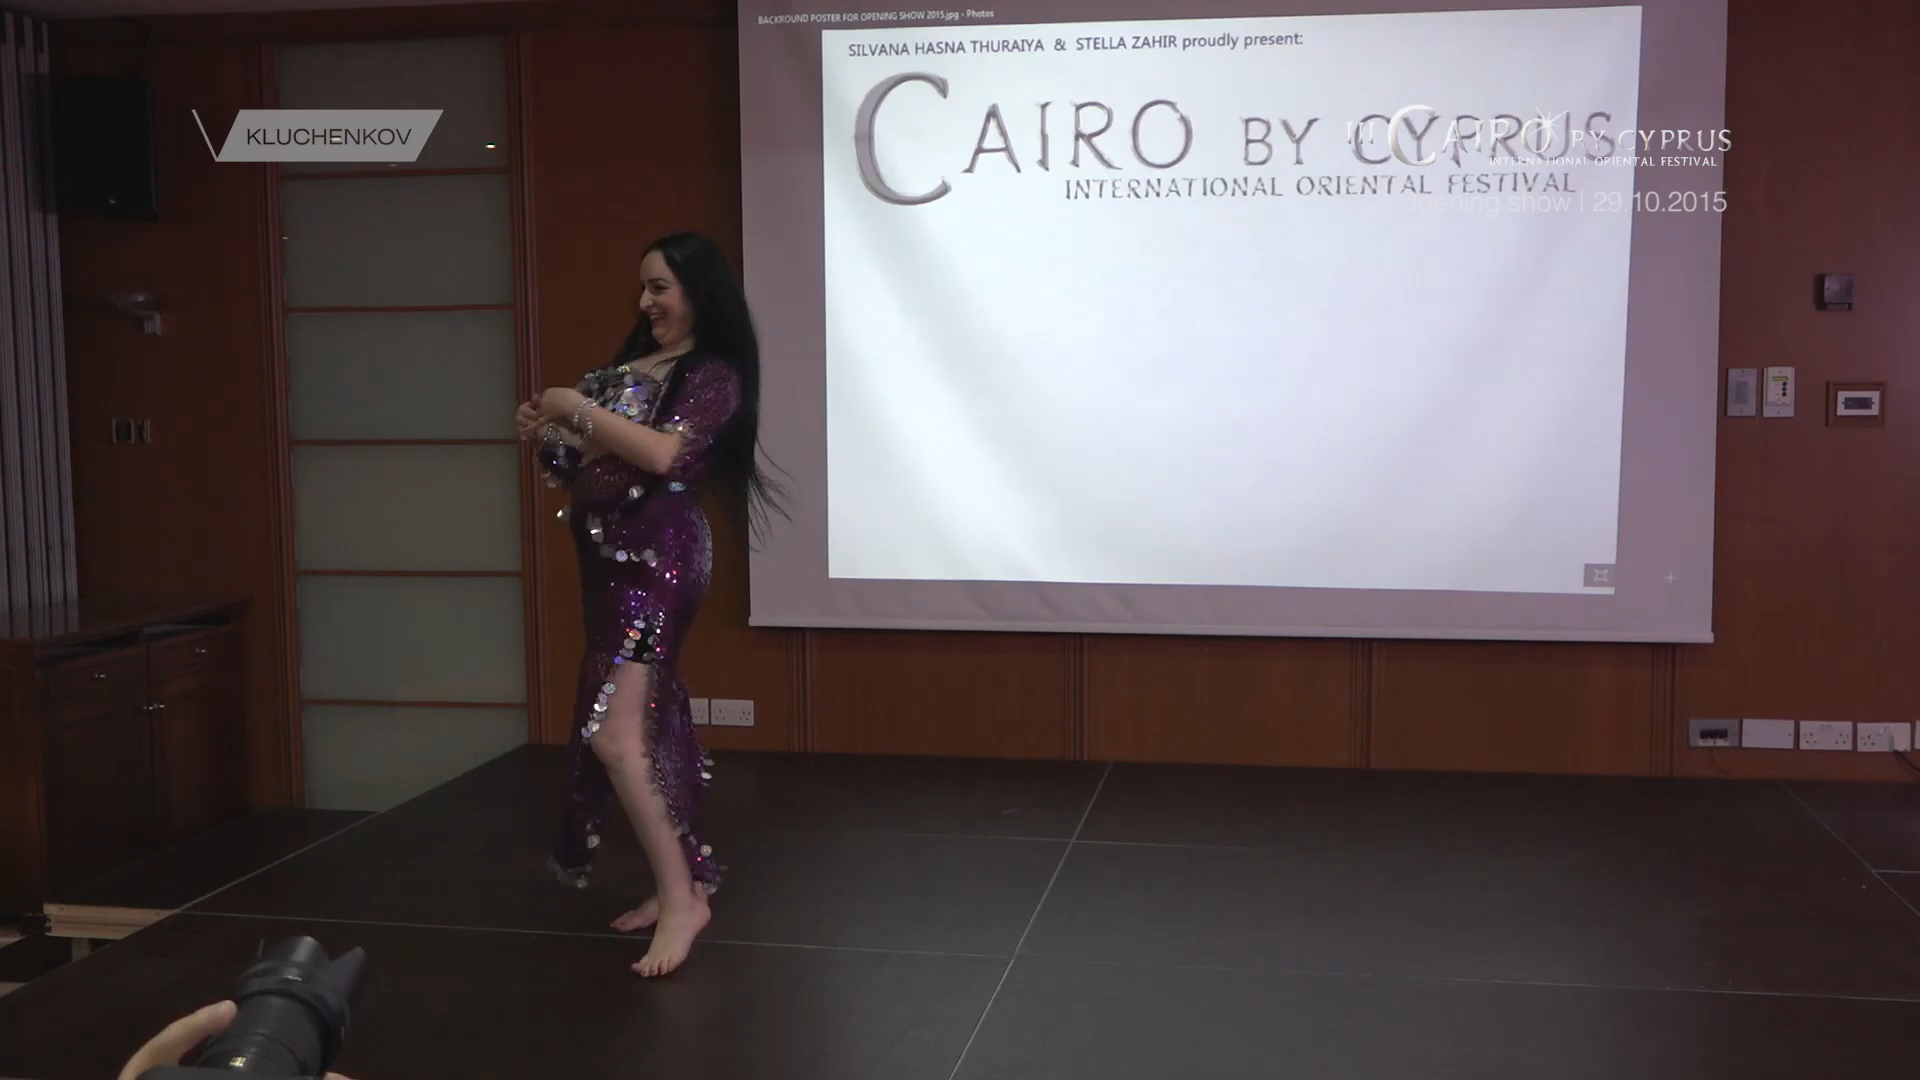 BACKROUND POSTER FOR OPENING SHOW 2015.jpg - Photos
SILVANA HASNA THURAIYA & STELLA ZAHIR proudly present:
CAIRO BY CYPRUS
INTERNATIONAL ORIENTAL FESTIVAL
KLUCHENKOV
III CAIRO BY CYPRUS
INTERNATIONAL ORIENTAL FESTIVAL
Opening show | 29.10.2015